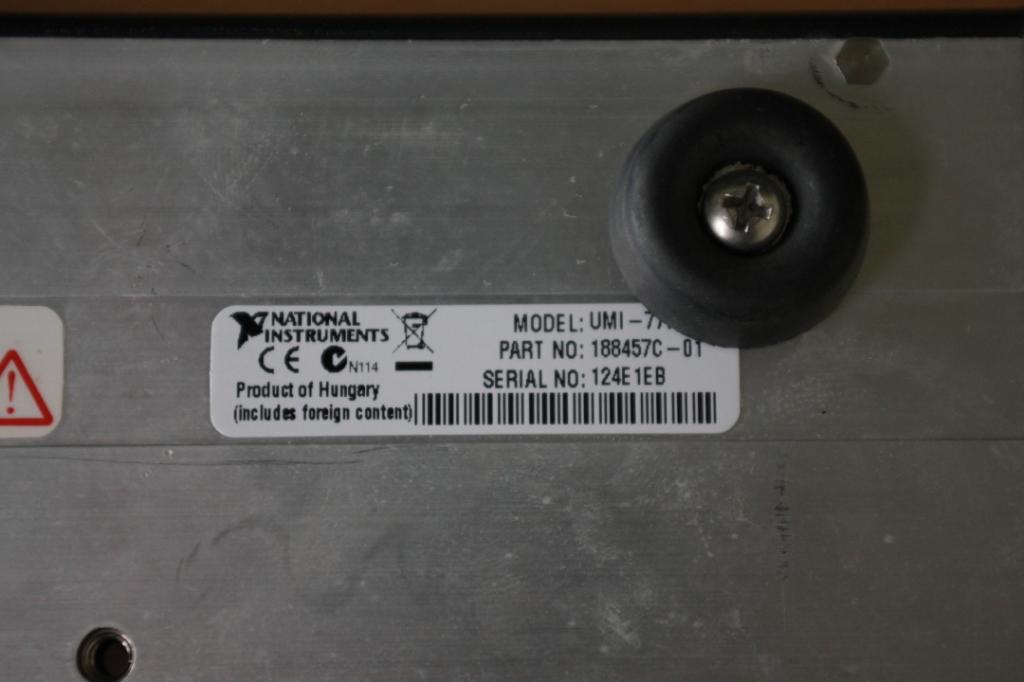 NATIONAL
INSTRUMENTS
CE N114
Product of Hungary
(includes foreign content)
MODEL: UMI-77
PART NO: 188457C-01
SERIAL NO: 124E1EB
!